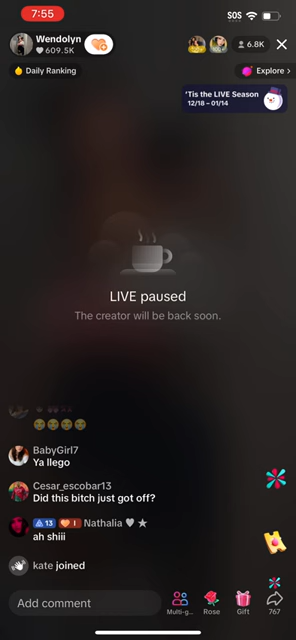 7:55
SOS
Wendolyn
609.5K
6.8K
Daily Ranking
Explore >
'Tis the LIVE Season
12/18 – 01/14
LIVE paused
The creator will be back soon.
BabyGirl7
Ya llego
Cesar_escobar13
Did this bitch just got off?
13 I Nathalia
ah shiii
kate joined
Add comment
Multi-g...
Rose
Gift
767